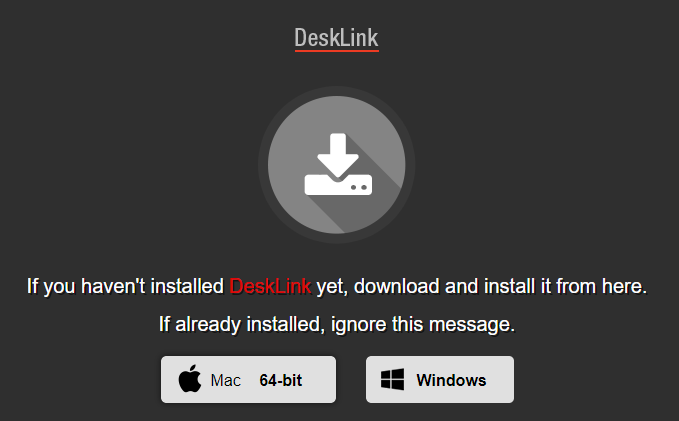 DeskLink
If you haven't installed DeskLink yet, download and install it from here.
If already installed, ignore this message.
Mac 64-bit
Windows